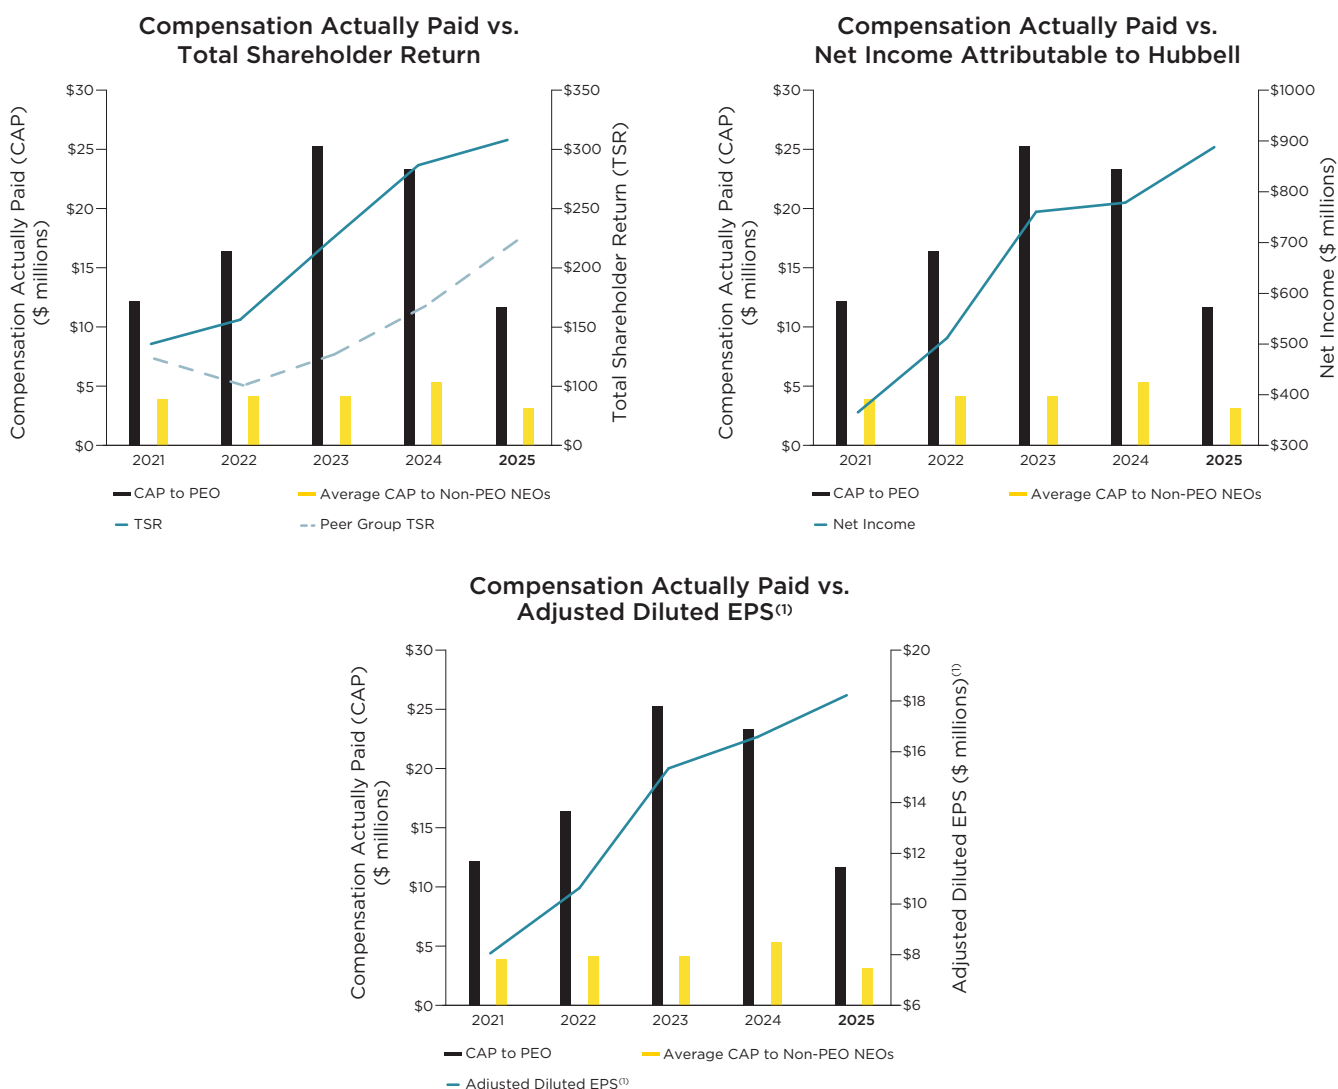 Compensation Actually Paid vs.
Total Shareholder Return
Compensation Actually Paid (CAP)
($ millions)
$30
$25
$20
$15
$10
$5
$0
$350
$300
$250
$200
$150
$100
$0
Total Shareholder Return (TSR)
2021 2022 2023 2024 2025
CAP to PEO Average CAP to Non-PEO NEOs
TSR Peer Group TSR
Compensation Actually Paid vs.
Net Income Attributable to Hubbell
Compensation Actually Paid (CAP)
($ millions)
$30
$25
$20
$15
$10
$5
$0
$1000
$900
$800
$700
$600
$500
$400
$300
Net Income ($ millions)
2021 2022 2023 2024 2025
CAP to PEO Average CAP to Non-PEO NEOs
Net Income
Compensation Actually Paid vs.
Adjusted Diluted EPS(1)
Compensation Actually Paid (CAP)
($ millions)
$30
$25
$20
$15
$10
$5
$0
$20
$18
$16
$14
$12
$10
$8
$6
Adjusted Diluted EPS ($ millions)(1)
2021 2022 2023 2024 2025
CAP to PEO Average CAP to Non-PEO NEOs
Adjusted Diluted EPS(1)